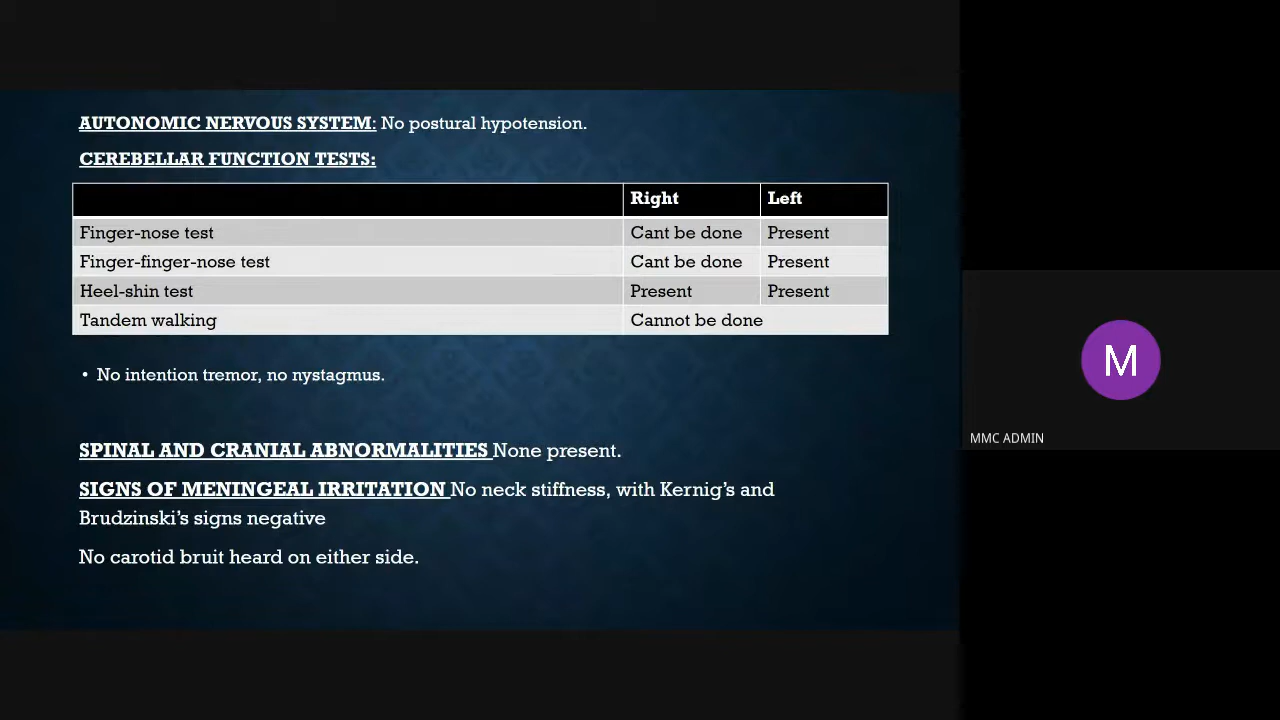 AUTONOMIC NERVOUS SYSTEM: No postural hypotension.
CEREBELLAR FUNCTION TESTS:
Right Left
Finger-nose test Cant be done Present
Finger-finger-nose test Cant be done Present
Heel-shin test Present Present
Tandem walking Cannot be done
• No intention tremor, no nystagmus.
SPINAL AND CRANIAL ABNORMALITIES None present.
SIGNS OF MENINGEAL IRRITATION No neck stiffness, with Kernig’s and
Brudzinski’s signs negative
No carotid bruit heard on either side.
M
MMC ADMIN